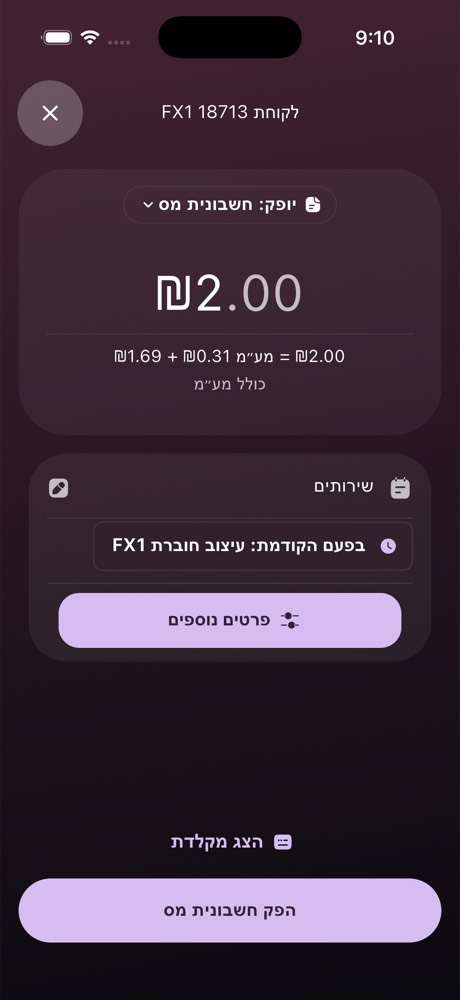 9:10
לקוחת FX1 18713
יופק: חשבונית מס
₪2.00
₪2.00 = מע״מ ₪0.31 + ₪1.69
כולל מע״מ
שירותים
בפעם הקודמת: עיצוב חוברת FX1
פרטים נוספים
הצג מקלדת
הפק חשבונית מס